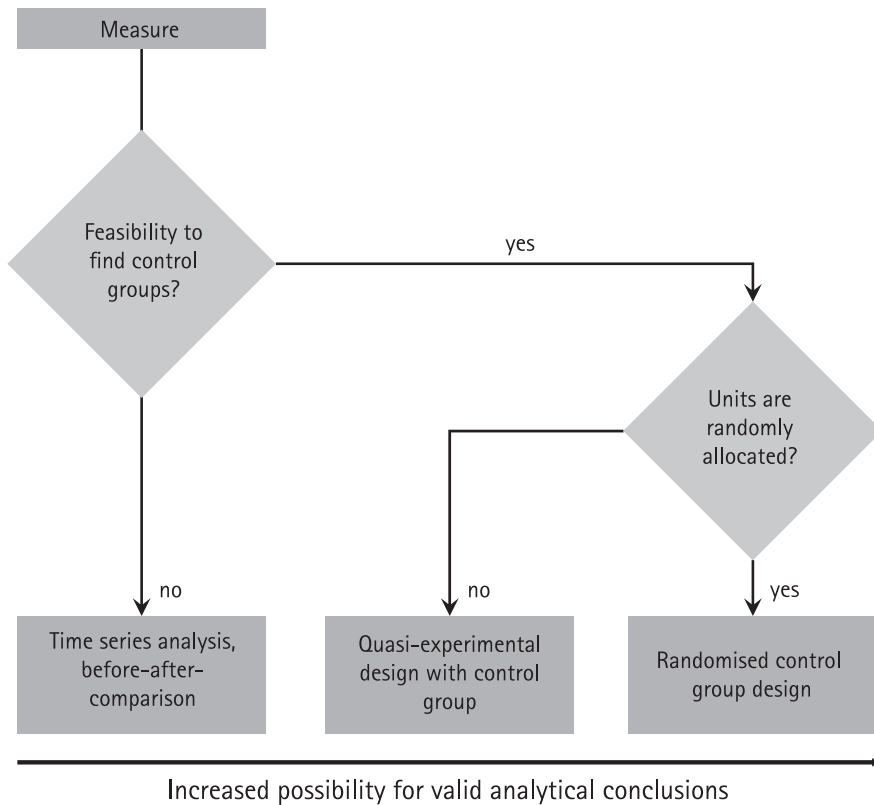 Measure
Feasibility to
find control
groups?
yes
Units are
randomly
allocated?
no
no
yes
Time series analysis,
before-after-
comparison
Quasi-experimental
design with control
group
Randomised control
group design
Increased possibility for valid analytical conclusions